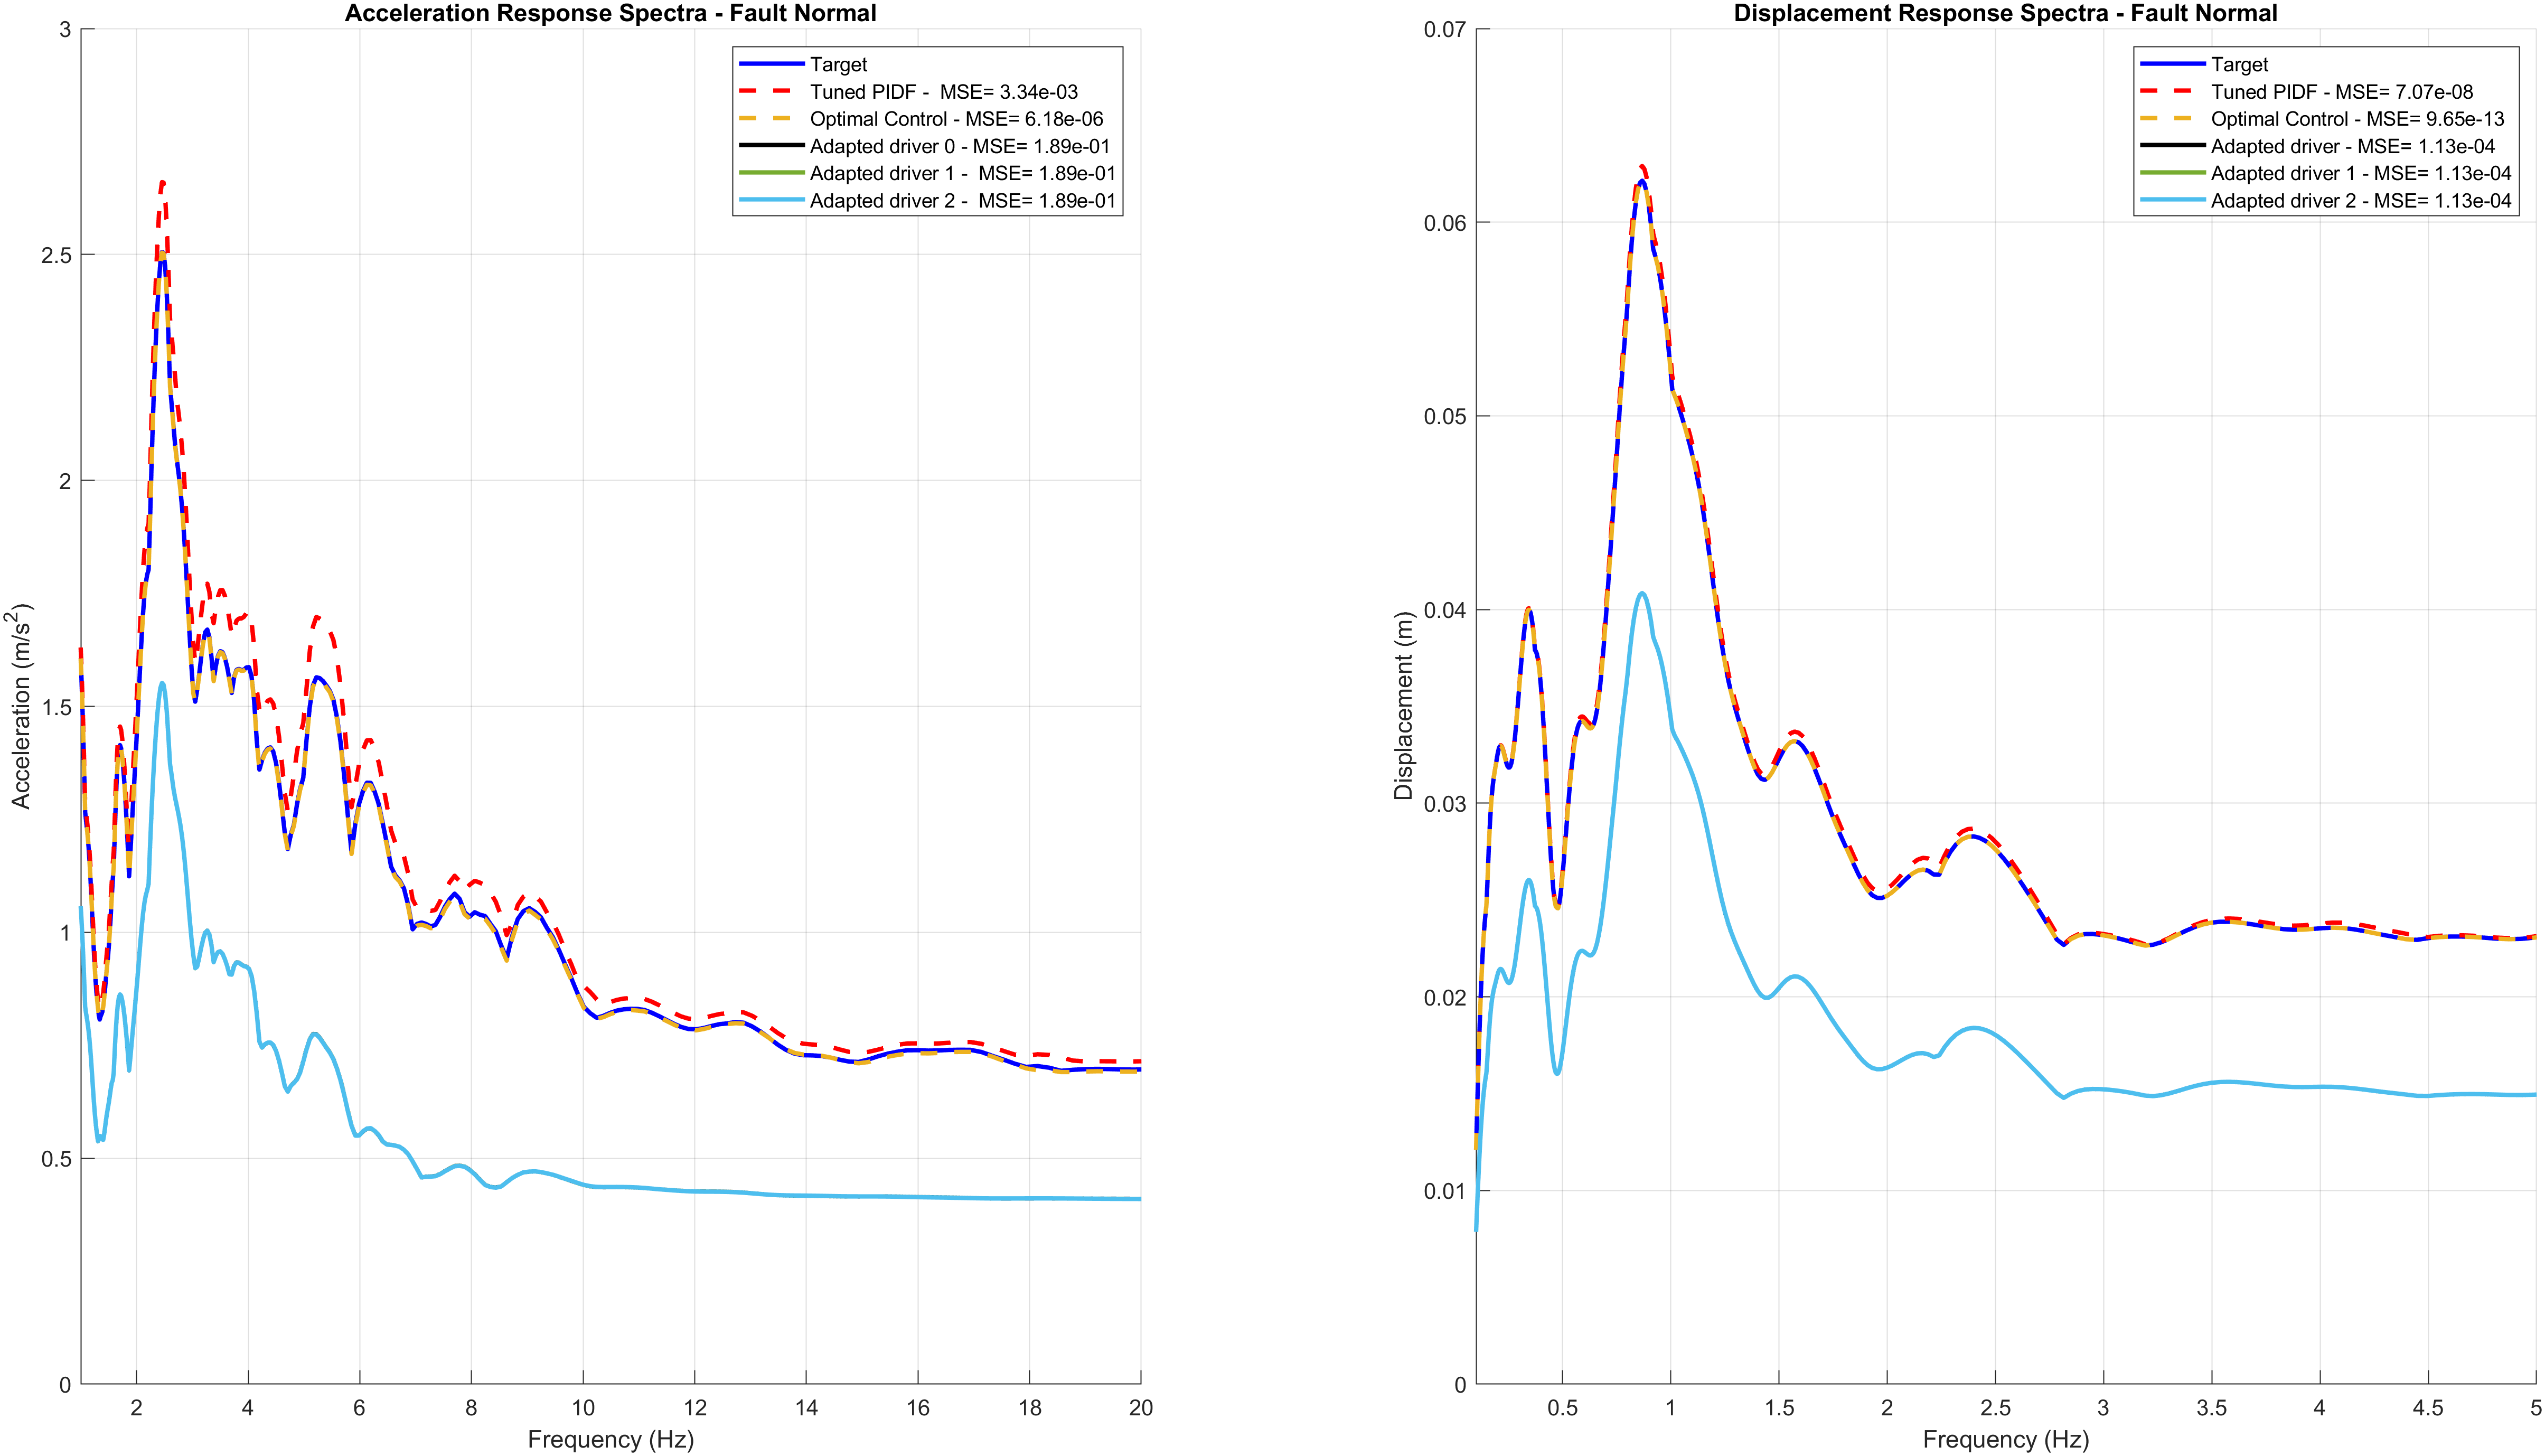 Acceleration Response Spectra - Fault Normal
3
2.5
2
1.5
1
0.5
0
Acceleration (m/s²)
Target
Tuned PIDF -  MSE= 3.34e-03
Optimal Control - MSE= 6.18e-06
Adapted driver 0 - MSE= 1.89e-01
Adapted driver 1 -  MSE= 1.89e-01
Adapted driver 2 -  MSE= 1.89e-01
2 4 6 8 10 12 14 16 18 20
Frequency (Hz)
Displacement Response Spectra - Fault Normal
0.07
0.06
0.05
0.04
0.03
0.02
0.01
0
Displacement (m)
Target
Tuned PIDF - MSE= 7.07e-08
Optimal Control - MSE= 9.65e-13
Adapted driver - MSE= 1.13e-04
Adapted driver 1 - MSE= 1.13e-04
Adapted driver 2 - MSE= 1.13e-04
0.5 1 1.5 2 2.5 3 3.5 4 4.5 5
Frequency (Hz)